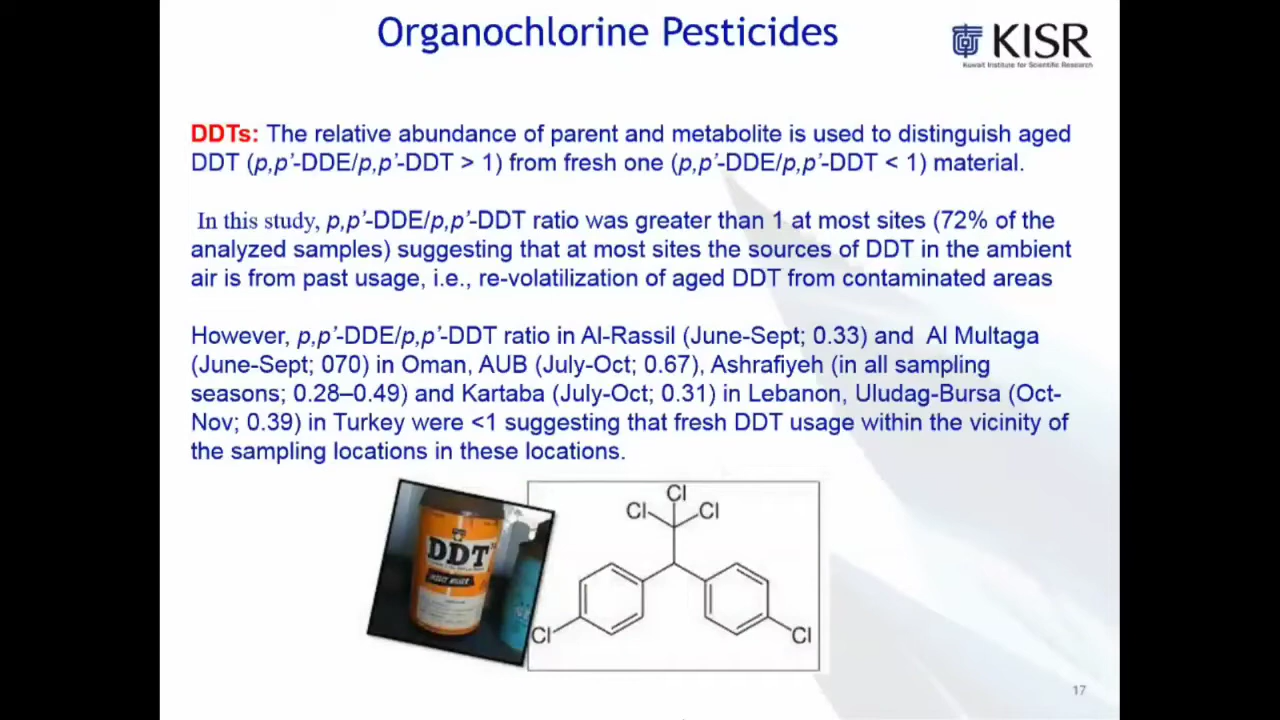 Organochlorine Pesticides
KISR
Kuwait Institute for Scientific Research
DDTs: The relative abundance of parent and metabolite is used to distinguish aged
DDT (p,p’-DDE/p,p’-DDT > 1) from fresh one (p,p’-DDE/p,p’-DDT < 1) material.
In this study, p,p’-DDE/p,p’-DDT ratio was greater than 1 at most sites (72% of the
analyzed samples) suggesting that at most sites the sources of DDT in the ambient
air is from past usage, i.e., re-volatilization of aged DDT from contaminated areas
However, p,p’-DDE/p,p’-DDT ratio in Al-Rassil (June-Sept; 0.33) and Al Multaga
(June-Sept; 070) in Oman, AUB (July-Oct; 0.67), Ashrafiyeh (in all sampling
seasons; 0.28–0.49) and Kartaba (July-Oct; 0.31) in Lebanon, Uludag-Bursa (Oct-
Nov; 0.39) in Turkey were <1 suggesting that fresh DDT usage within the vicinity of
the sampling locations in these locations.
DDT
Cl
Cl Cl
Cl Cl
17